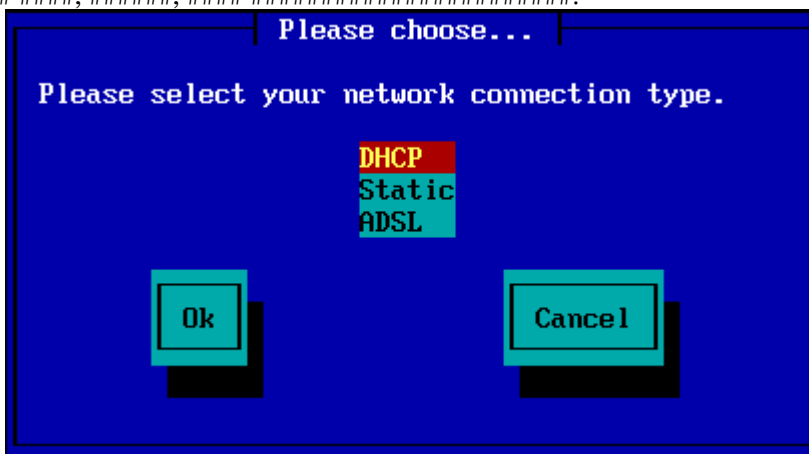 Please choose...
Please select your network connection type.
DHCP
Static
ADSL
Ok
Cancel